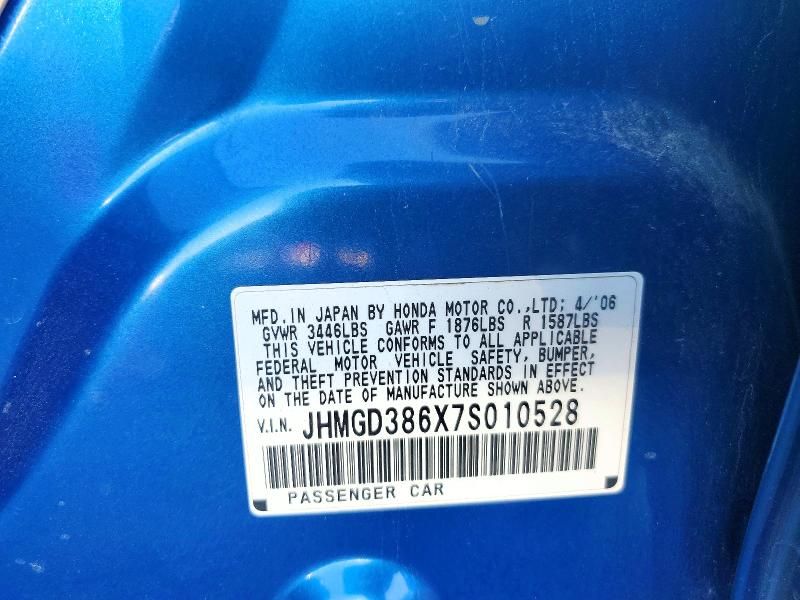 MFD. IN JAPAN BY HONDA MOTOR CO.,LTD; 4/'06
GVWR 3446LBS GAWR F 1876LBS R 1587LBS
THIS VEHICLE CONFORMS TO ALL APPLICABLE
FEDERAL MOTOR VEHICLE SAFETY, BUMPER,
AND THEFT PREVENTION STANDARDS IN EFFECT
ON THE DATE OF MANUFACTURE SHOWN ABOVE.
V.I.N. JHMGD386X7S010528
PASSENGER CAR